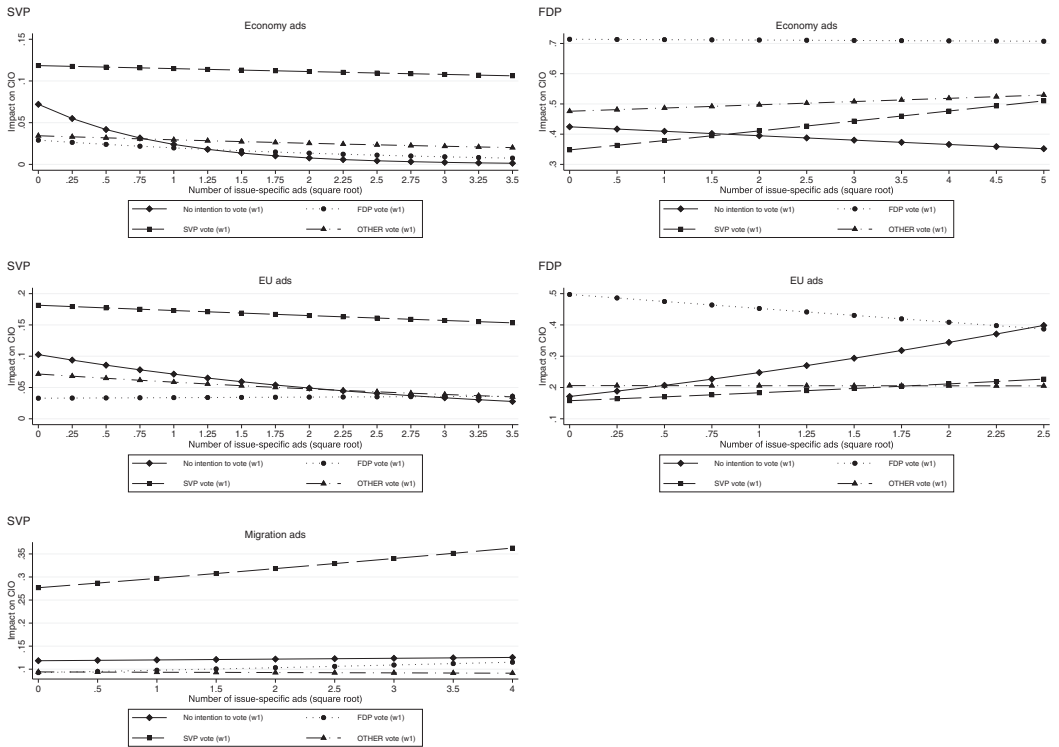 SVP
Economy ads
Impact on CIO
.15
.1
.05
0
0 .25 .5 .75 1 1.25 1.5 1.75 2 2.25 2.5 2.75 3 3.25 3.5
Number of issue-specific ads (square root)
No intention to vote (w1) FDP vote (w1)
SVP vote (w1) OTHER vote (w1)
FDP
Economy ads
Impact on CIO
.7
.6
.5
.4
.3
0 .5 1 1.5 2 2.5 3 3.5 4 4.5 5
Number of issue-specific ads (square root)
No intention to vote (w1) FDP vote (w1)
SVP vote (w1) OTHER vote (w1)
SVP
EU ads
Impact on CIO
.2
.15
.1
.05
0
0 .25 .5 .75 1 1.25 1.5 1.75 2 2.25 2.5 2.75 3 3.25 3.5
Number of issue-specific ads (square root)
No intention to vote (w1) FDP vote (w1)
SVP vote (w1) OTHER vote (w1)
FDP
EU ads
Impact on CIO
.5
.4
.3
.2
.1
0 .25 .5 .75 1 1.25 1.5 1.75 2 2.25 2.5
Number of issue-specific ads (square root)
No intention to vote (w1) FDP vote (w1)
SVP vote (w1) OTHER vote (w1)
SVP
Migration ads
Impact on CIO
.35
.3
.25
.15
.1
0 .5 1 1.5 2 2.5 3 3.5 4
Number of issue-specific ads (square root)
No intention to vote (w1) FDP vote (w1)
SVP vote (w1) OTHER vote (w1)